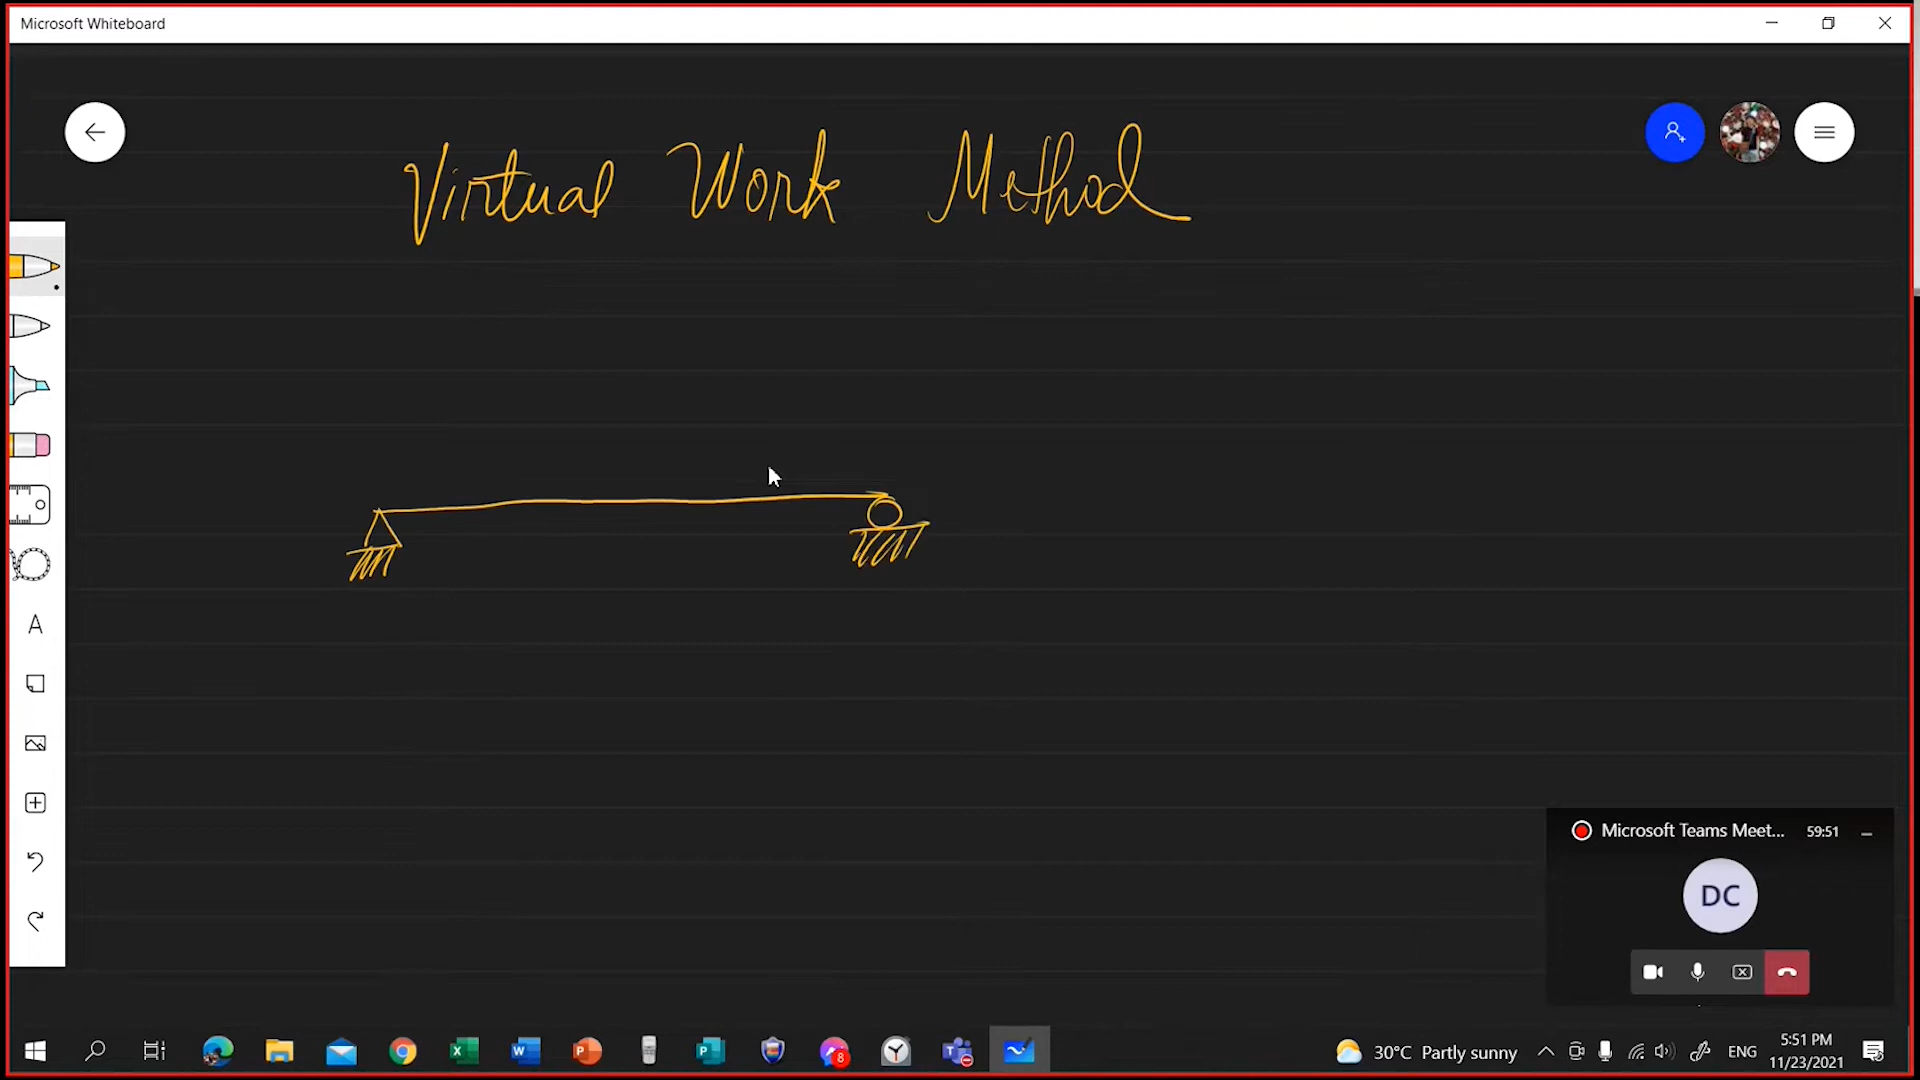 Microsoft Whiteboard
Virtual Work Method
A
Microsoft Teams Meet... 59:51
DC
8
30°C Partly sunny ENG 5:51 PM
11/23/2021